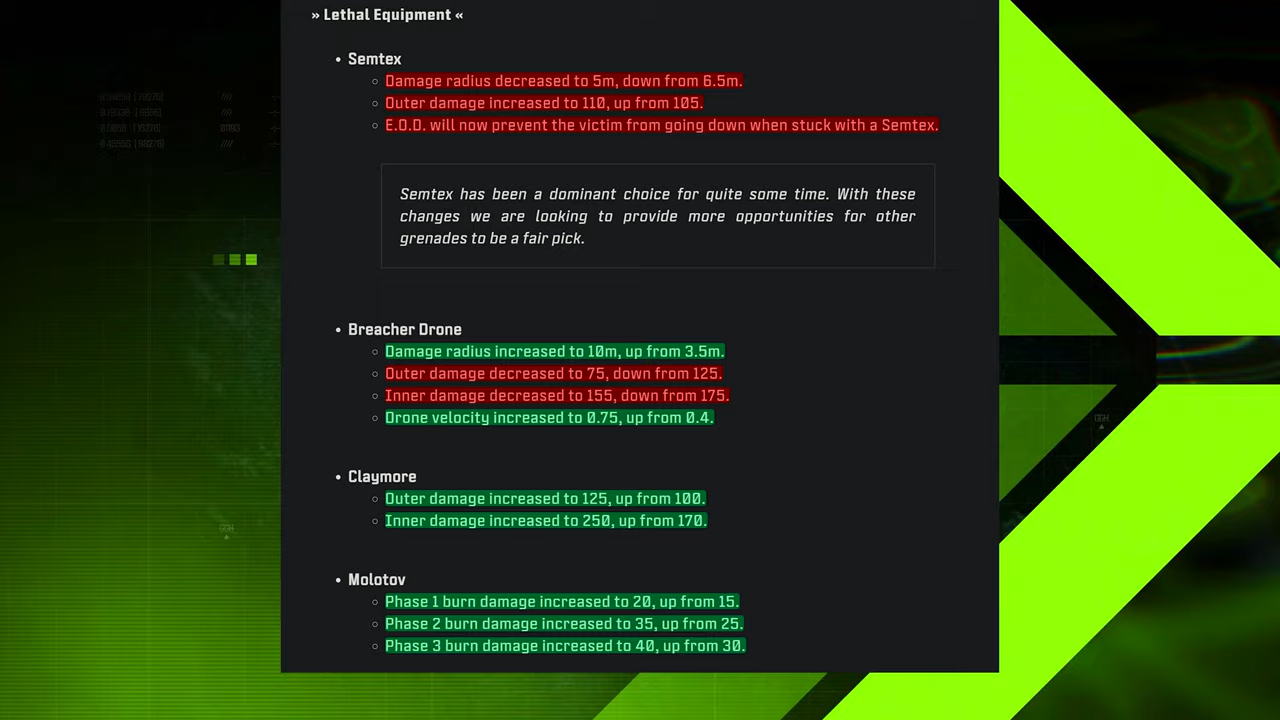 » Lethal Equipment «
• Semtex
Damage radius decreased to 5m, down from 6.5m.
Outer damage increased to 110, up from 105.
E.O.D. will now prevent the victim from going down when stuck with a Semtex.
Semtex has been a dominant choice for quite some time. With these
changes we are looking to provide more opportunities for other
grenades to be a fair pick.
• Breacher Drone
Damage radius increased to 10m, up from 3.5m.
Outer damage decreased to 75, down from 125.
Inner damage decreased to 155, down from 175.
Drone velocity increased to 0.75, up from 0.4.
• Claymore
Outer damage increased to 125, up from 100.
Inner damage increased to 250, up from 170.
• Molotov
Phase 1 burn damage increased to 20, up from 15.
Phase 2 burn damage increased to 35, up from 25.
Phase 3 burn damage increased to 40, up from 30.